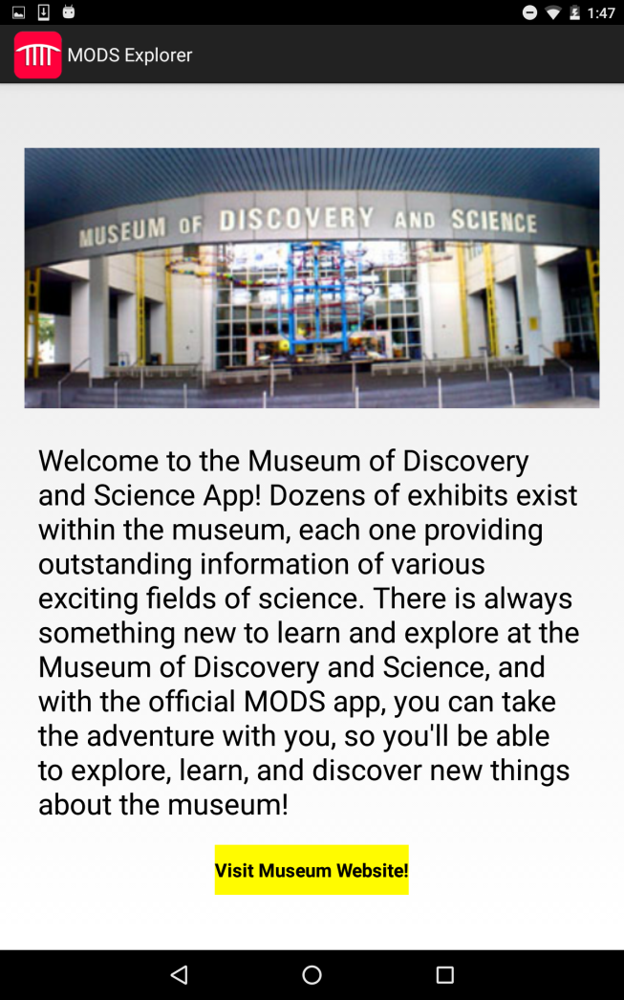 1:47
MODS Explorer
MUSEUM OF DISCOVERY AND SCIENCE
Welcome to the Museum of Discovery
and Science App! Dozens of exhibits exist
within the museum, each one providing
outstanding information of various
exciting fields of science. There is always
something new to learn and explore at the
Museum of Discovery and Science, and
with the official MODS app, you can take
the adventure with you, so you'll be able
to explore, learn, and discover new things
about the museum!
Visit Museum Website!